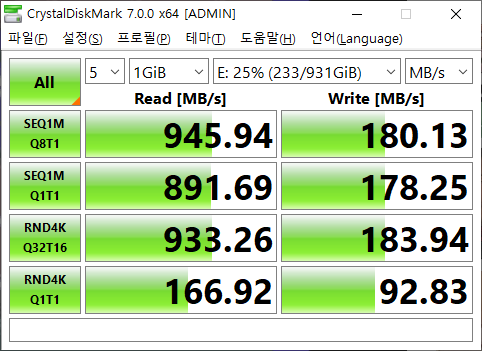 CrystalDiskMark 7.0.0 x64 [ADMIN]
파일(F) 설정(S) 프로필(P) 테마(T) 도움말(H) 언어(Language)
All 5 1GiB E: 25% (233/931GiB) MB/s
Read [MB/s] Write [MB/s]
SEQ1M
Q8T1
945.94 180.13
SEQ1M
Q1T1
891.69 178.25
RND4K
Q32T16
933.26 183.94
RND4K
Q1T1
166.92 92.83